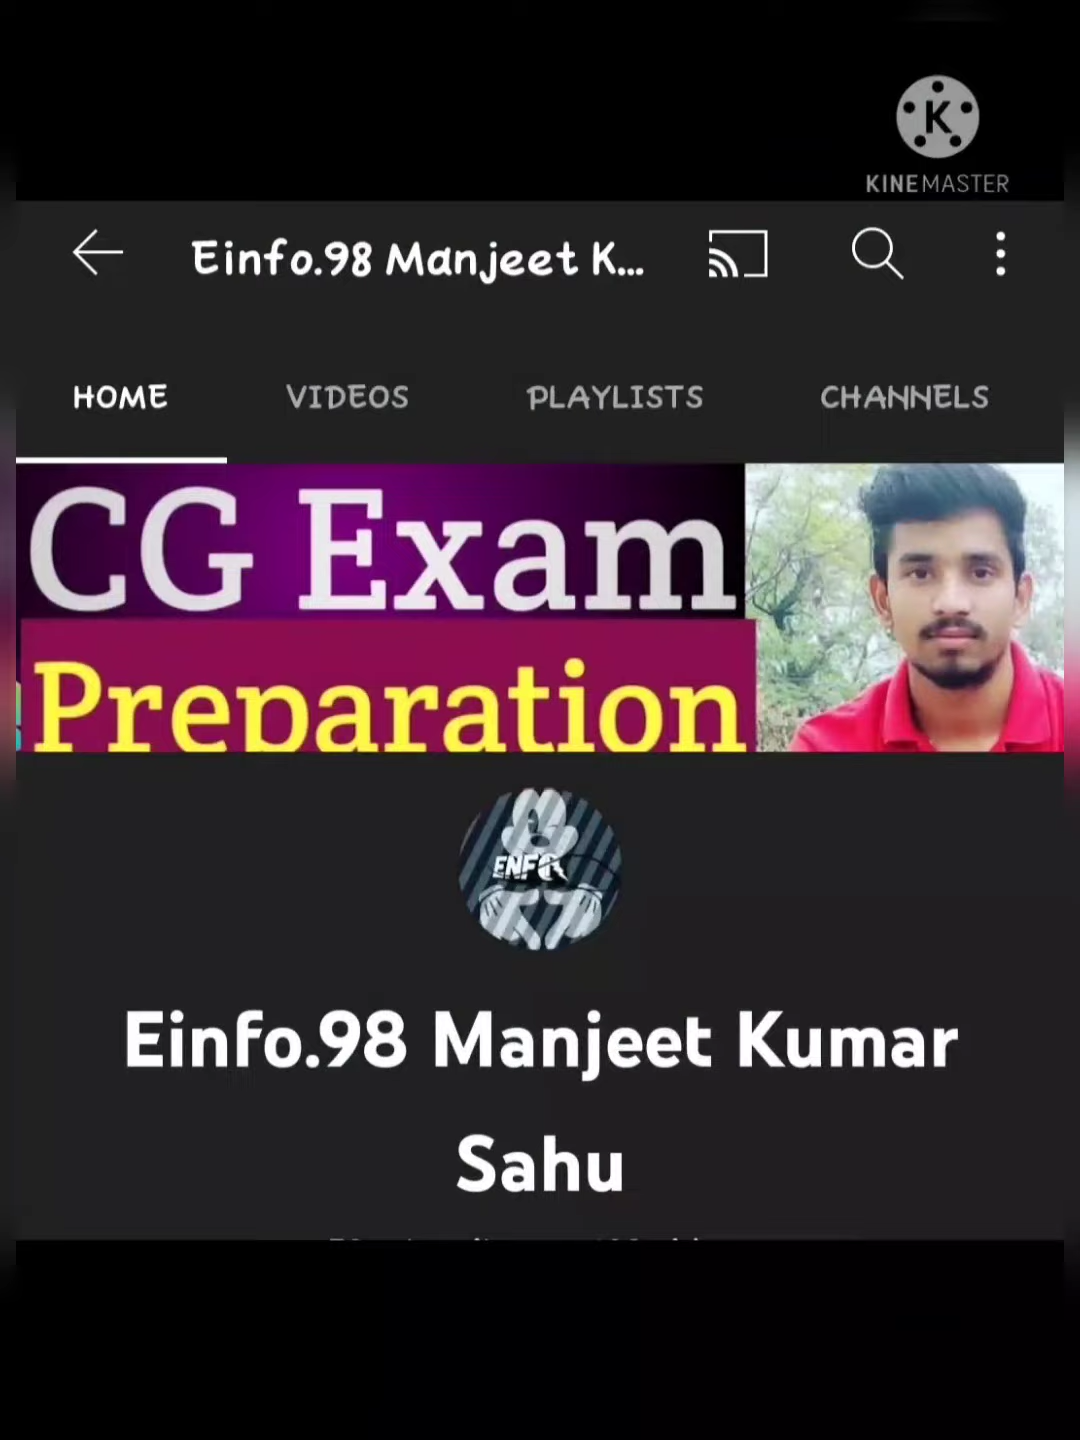 K
KINEMASTER
Einfo.98 Manjeet K...
HOME VIDEOS PLAYLISTS CHANNELS
CG Exam
Preparation
ENFO
Einfo.98 Manjeet Kumar
Sahu